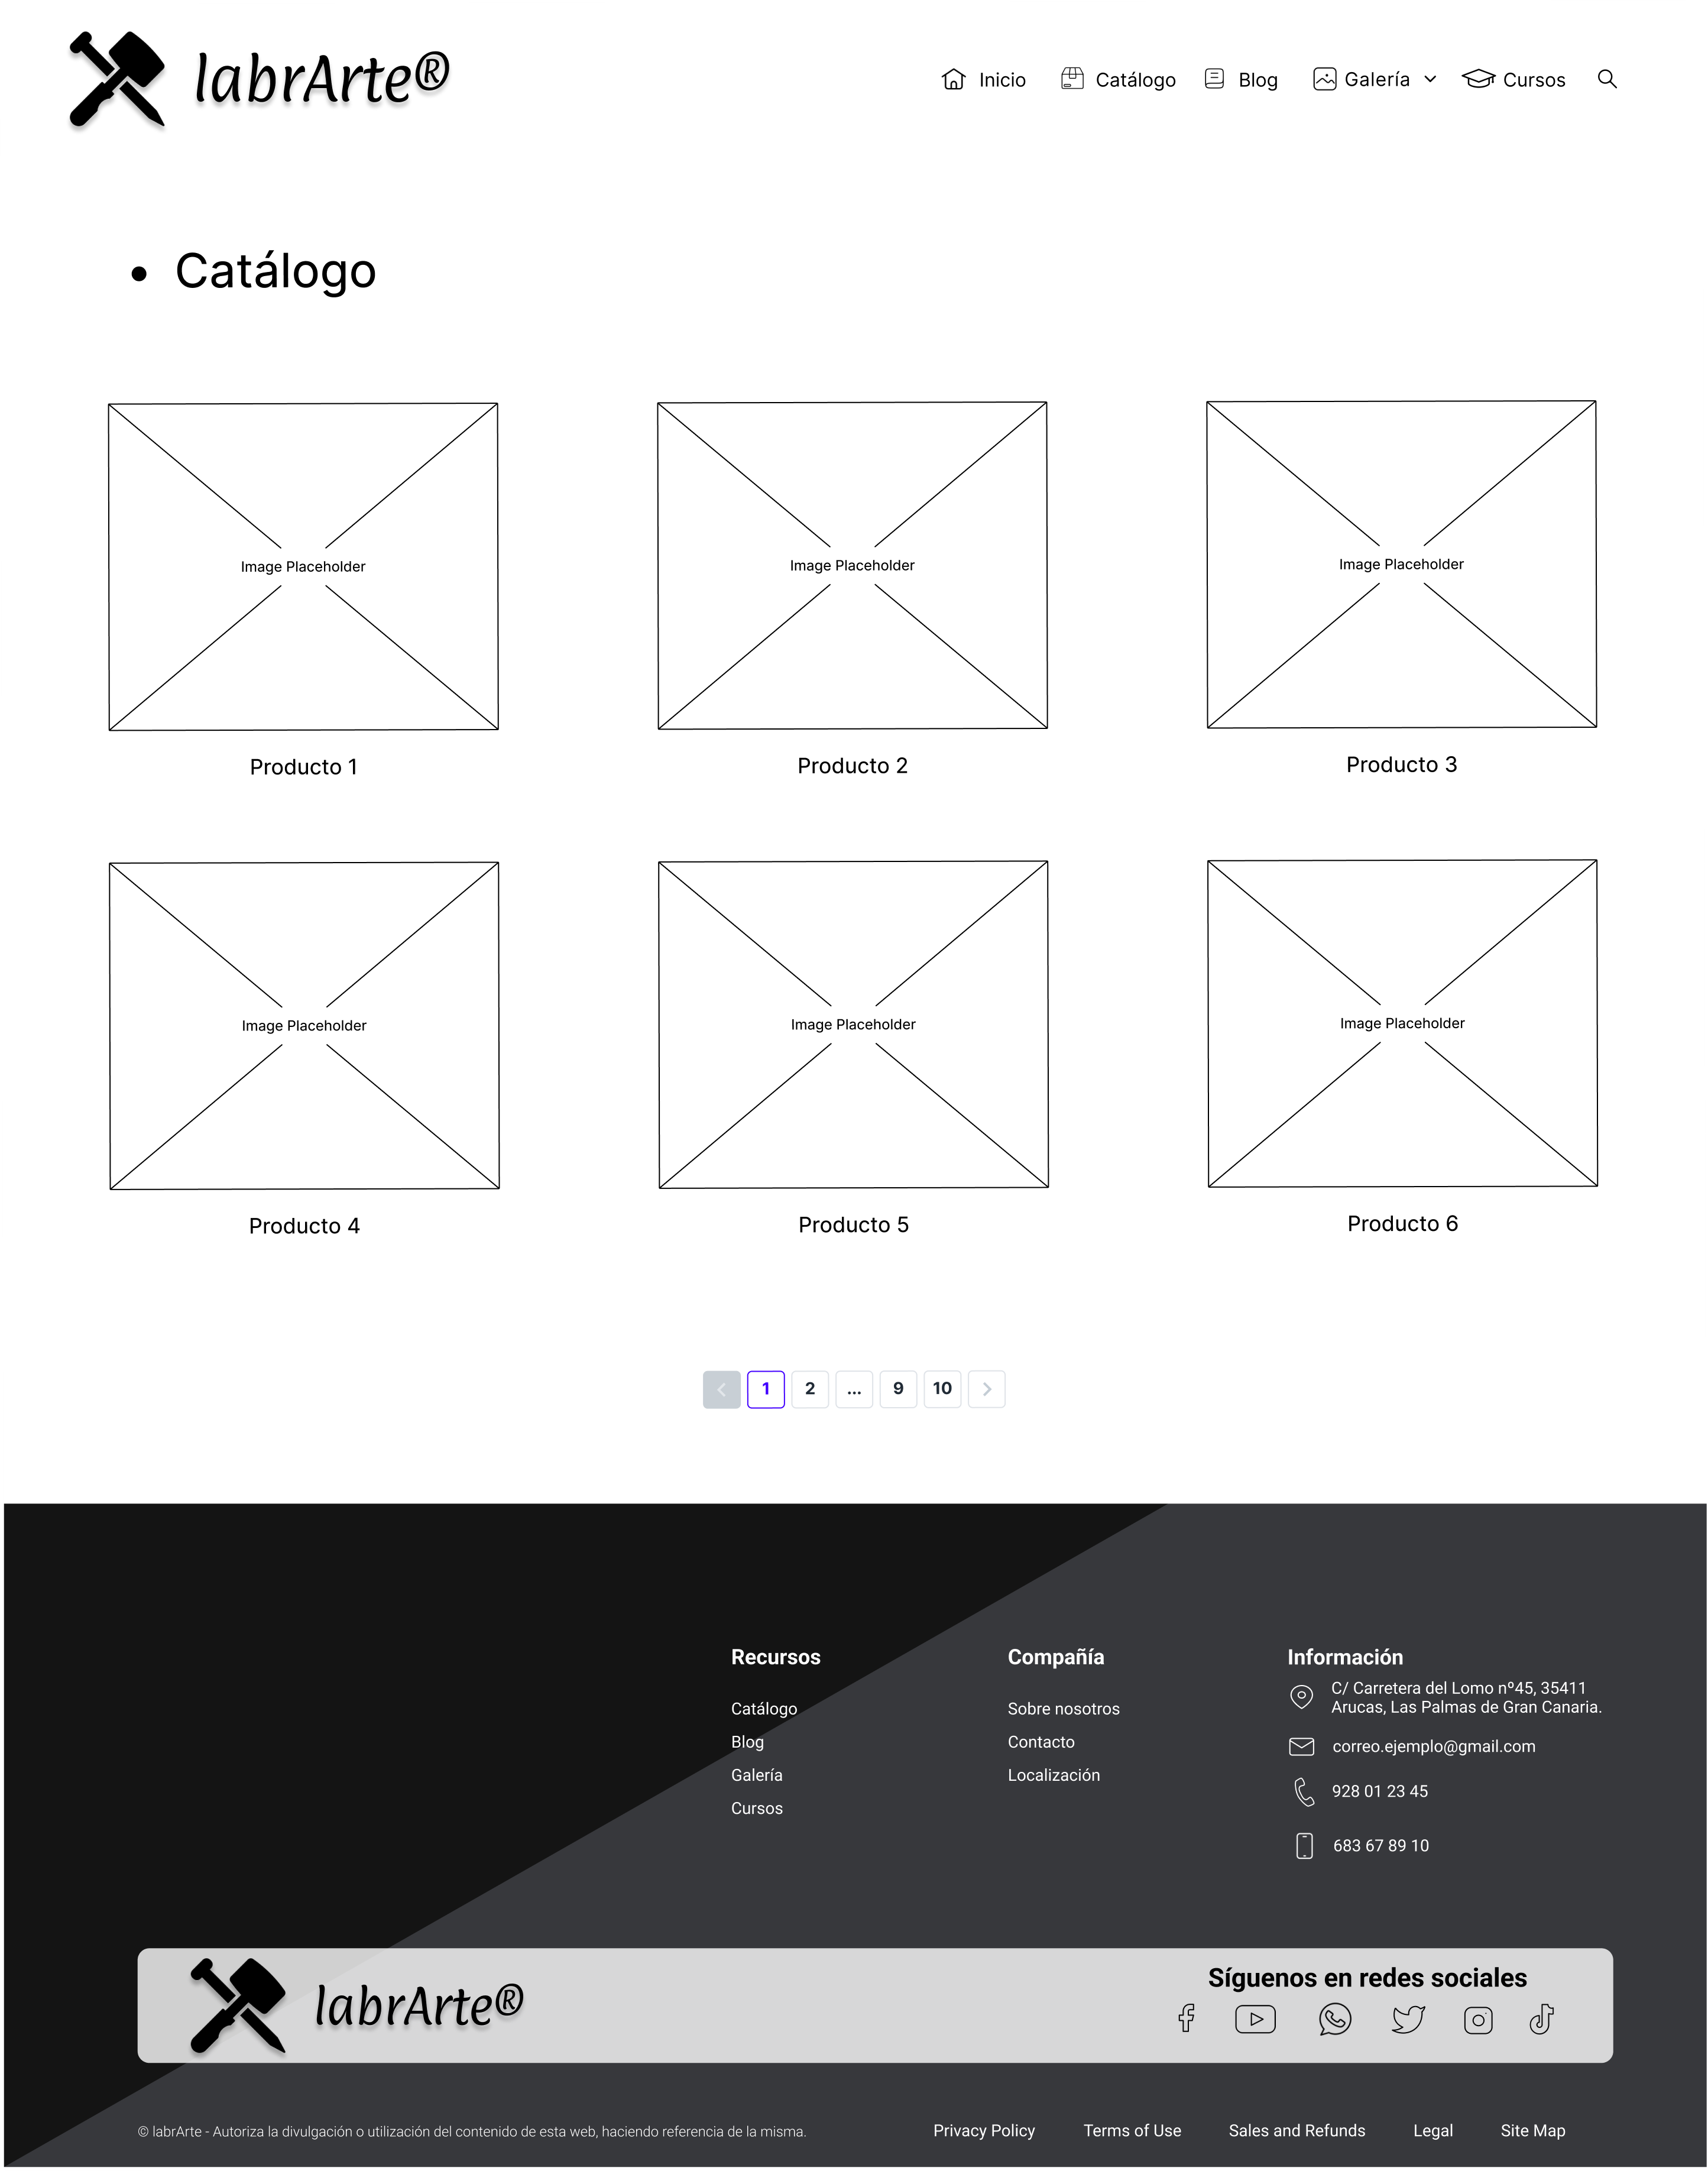 labrArte®
Inicio
Catálogo
Blog
Galería
Cursos
• Catálogo
Image Placeholder
Image Placeholder
Image Placeholder
Producto 1
Producto 2
Producto 3
Image Placeholder
Image Placeholder
Image Placeholder
Producto 4
Producto 5
Producto 6
1
2
...
9
10
Recursos
Catálogo
Blog
Galería
Cursos
Compañía
Sobre nosotros
Contacto
Localización
Información
C/ Carretera del Lomo nº45, 35411
Arucas, Las Palmas de Gran Canaria.
correo.ejemplo@gmail.com
928 01 23 45
683 67 89 10
labrArte®
Síguenos en redes sociales
© labrArte - Autoriza la divulgación o utilización del contenido de esta web, haciendo referencia de la misma.
Privacy Policy
Terms of Use
Sales and Refunds
Legal
Site Map